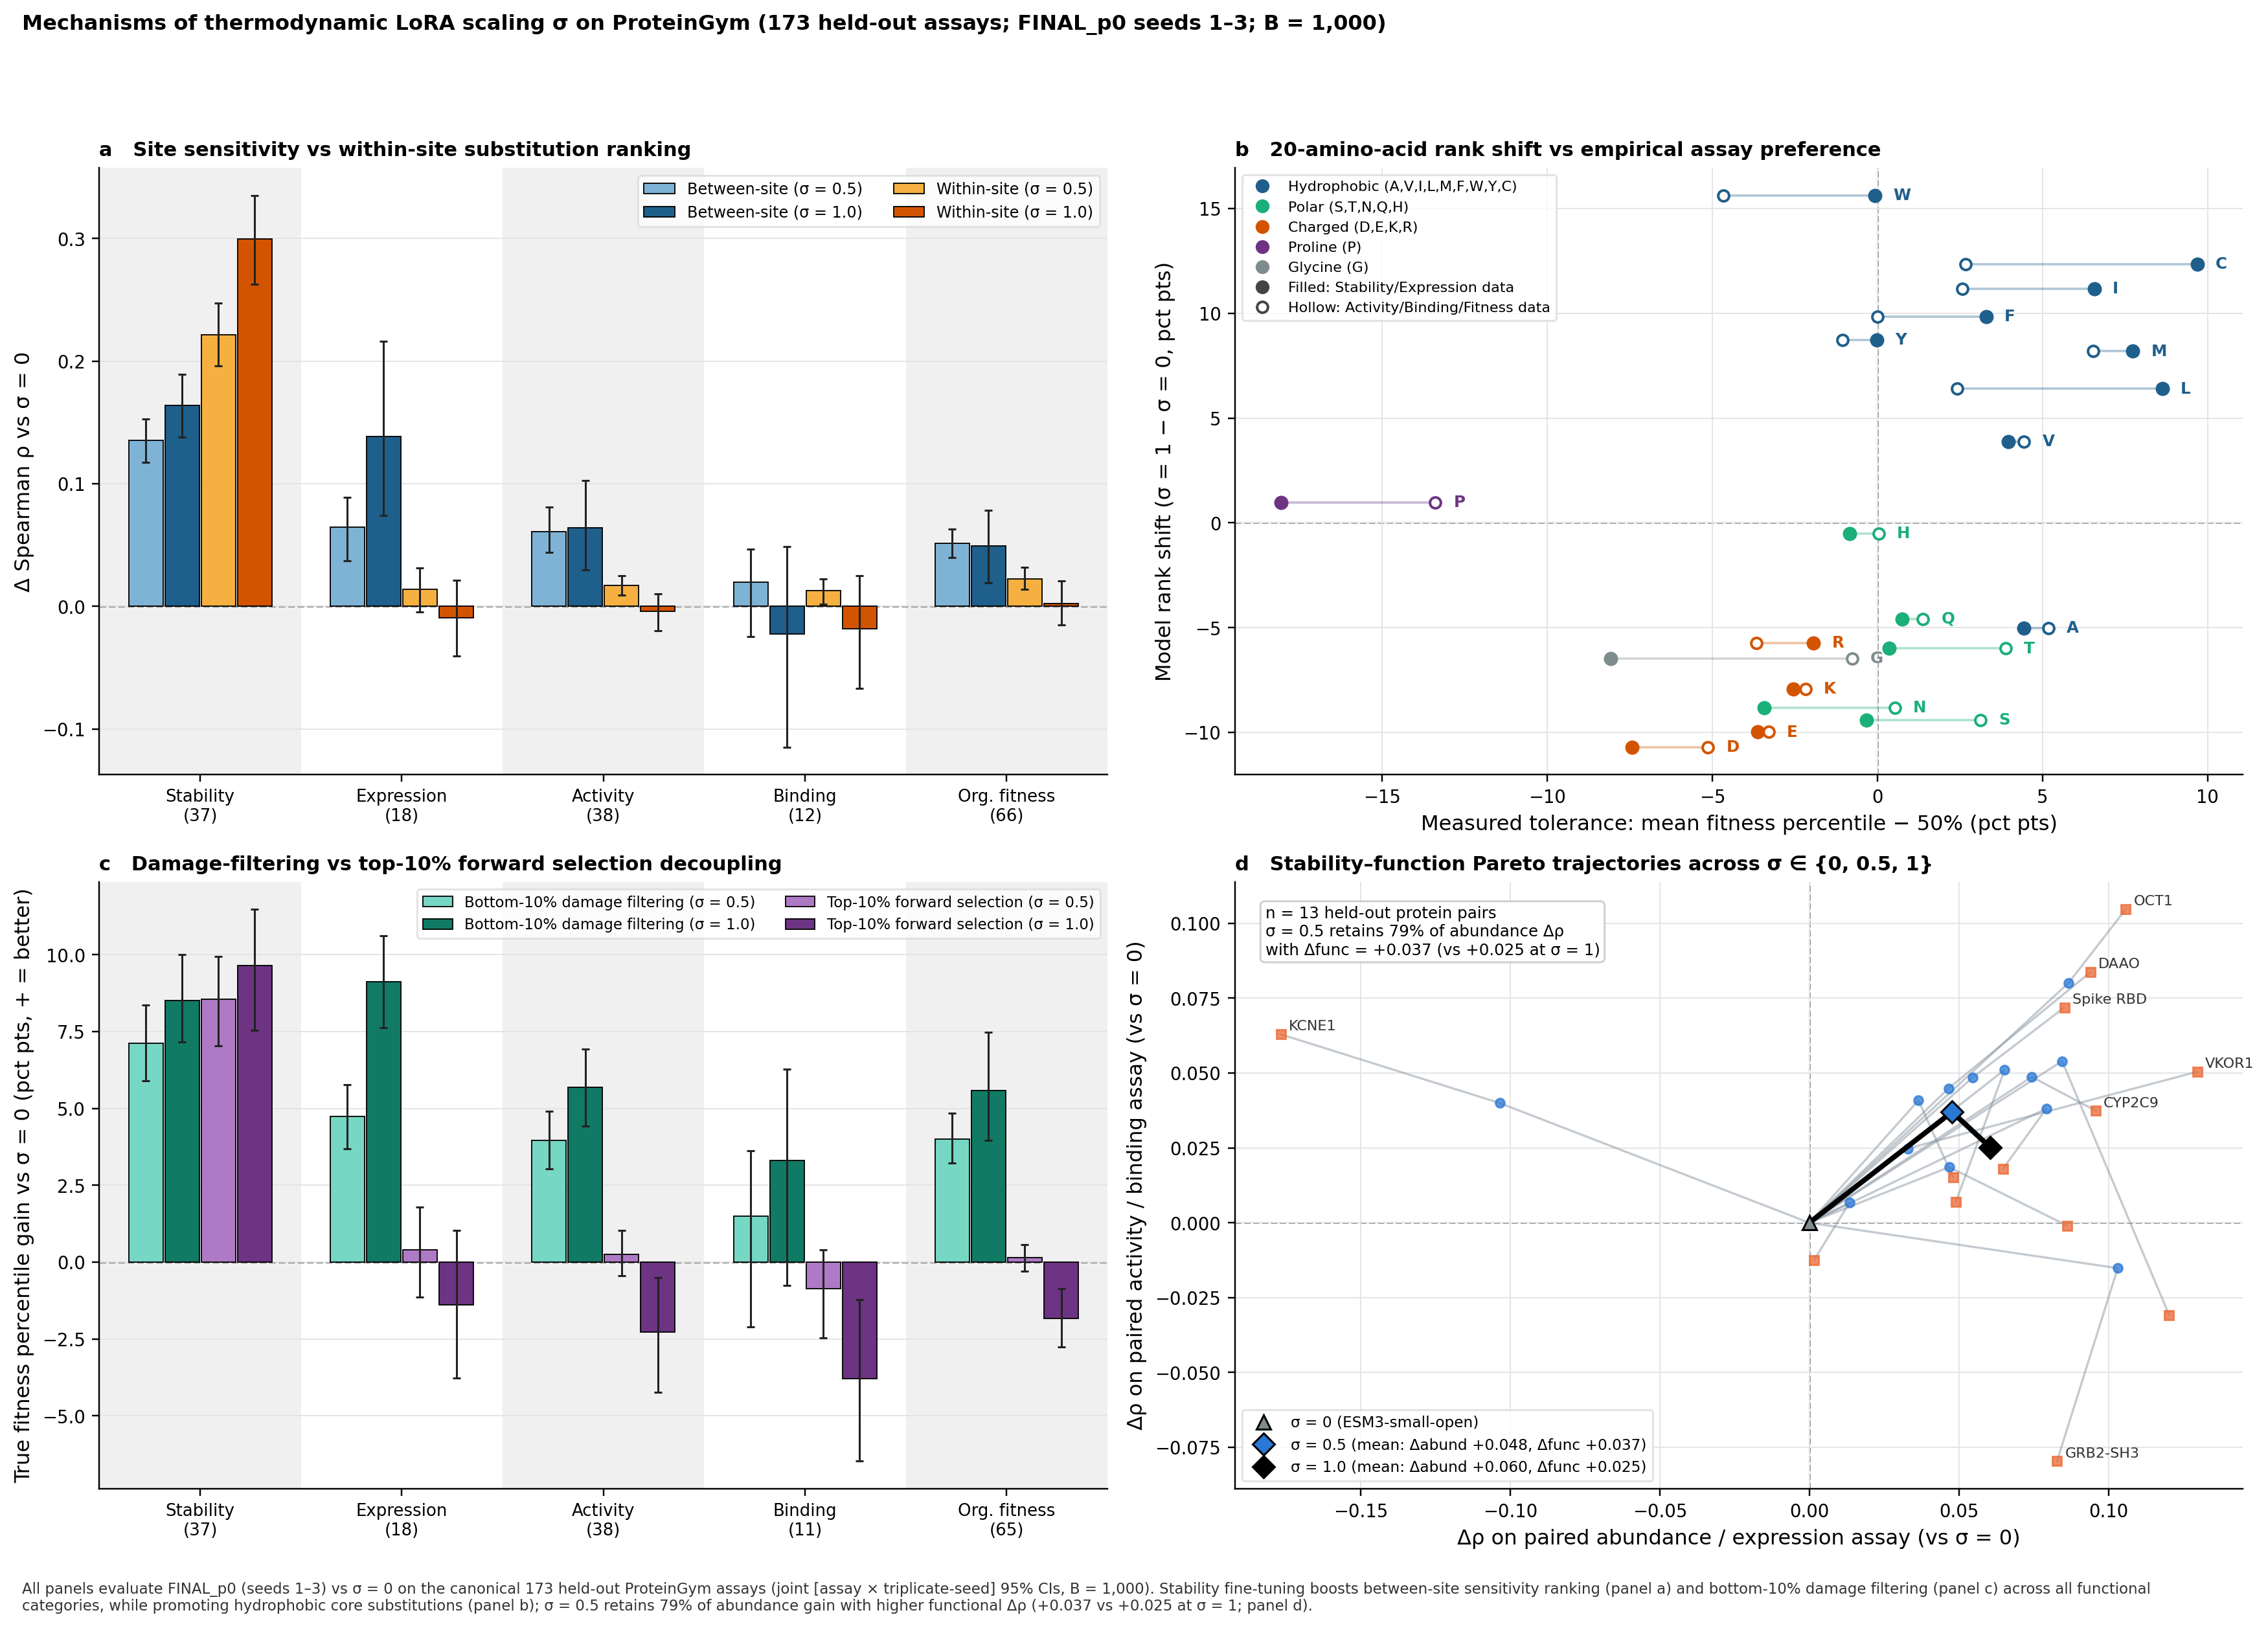 Mechanisms of thermodynamic LoRA scaling σ on ProteinGym (173 held-out assays; FINAL_p0 seeds 1–3; B = 1,000)
a Site sensitivity vs within-site substitution ranking
Between-site (σ = 0.5)
Between-site (σ = 1.0)
Within-site (σ = 0.5)
Within-site (σ = 1.0)
Δ Spearman ρ vs σ = 0
0.3
0.2
0.1
0.0
−0.1
Stability
(37)
Expression
(18)
Activity
(38)
Binding
(12)
Org. fitness
(66)
b 20-amino-acid rank shift vs empirical assay preference
Hydrophobic (A,V,I,L,M,F,W,Y,C)
Polar (S,T,N,Q,H)
Charged (D,E,K,R)
Proline (P)
Glycine (G)
Filled: Stability/Expression data
Hollow: Activity/Binding/Fitness data
Model rank shift (σ = 1 − σ = 0, pct pts)
15
10
5
0
−5
−10
W
C
I
F
Y
M
L
V
P
H
Q
A
R
T
G
K
N
S
E
D
−15
−10
−5
0
5
10
Measured tolerance: mean fitness percentile − 50% (pct pts)
c Damage-filtering vs top-10% forward selection decoupling
Bottom-10% damage filtering (σ = 0.5)
Bottom-10% damage filtering (σ = 1.0)
Top-10% forward selection (σ = 0.5)
Top-10% forward selection (σ = 1.0)
True fitness percentile gain vs σ = 0 (pct pts, + = better)
10.0
7.5
5.0
2.5
0.0
−2.5
−5.0
Stability
(37)
Expression
(18)
Activity
(38)
Binding
(11)
Org. fitness
(65)
d Stability–function Pareto trajectories across σ ∈ {0, 0.5, 1}
n = 13 held-out protein pairs
σ = 0.5 retains 79% of abundance Δρ
with Δfunc = +0.037 (vs +0.025 at σ = 1)
Δρ on paired activity / binding assay (vs σ = 0)
0.100
0.075
0.050
0.025
0.000
−0.025
−0.050
−0.075
OCT1
DAAO
Spike RBD
KCNE1
VKOR1
CYP2C9
GRB2-SH3
σ = 0 (ESM3-small-open)
σ = 0.5 (mean: Δabund +0.048, Δfunc +0.037)
σ = 1.0 (mean: Δabund +0.060, Δfunc +0.025)
−0.15
−0.10
−0.05
0.00
0.05
0.10
Δρ on paired abundance / expression assay (vs σ = 0)
All panels evaluate FINAL_p0 (seeds 1–3) vs σ = 0 on the canonical 173 held-out ProteinGym assays (joint [assay × triplicate-seed] 95% CIs, B = 1,000). Stability fine-tuning boosts between-site sensitivity ranking (panel a) and bottom-10% damage filtering (panel c) across all functional
categories, while promoting hydrophobic core substitutions (panel b); σ = 0.5 retains 79% of abundance gain with higher functional Δρ (+0.037 vs +0.025 at σ = 1; panel d).